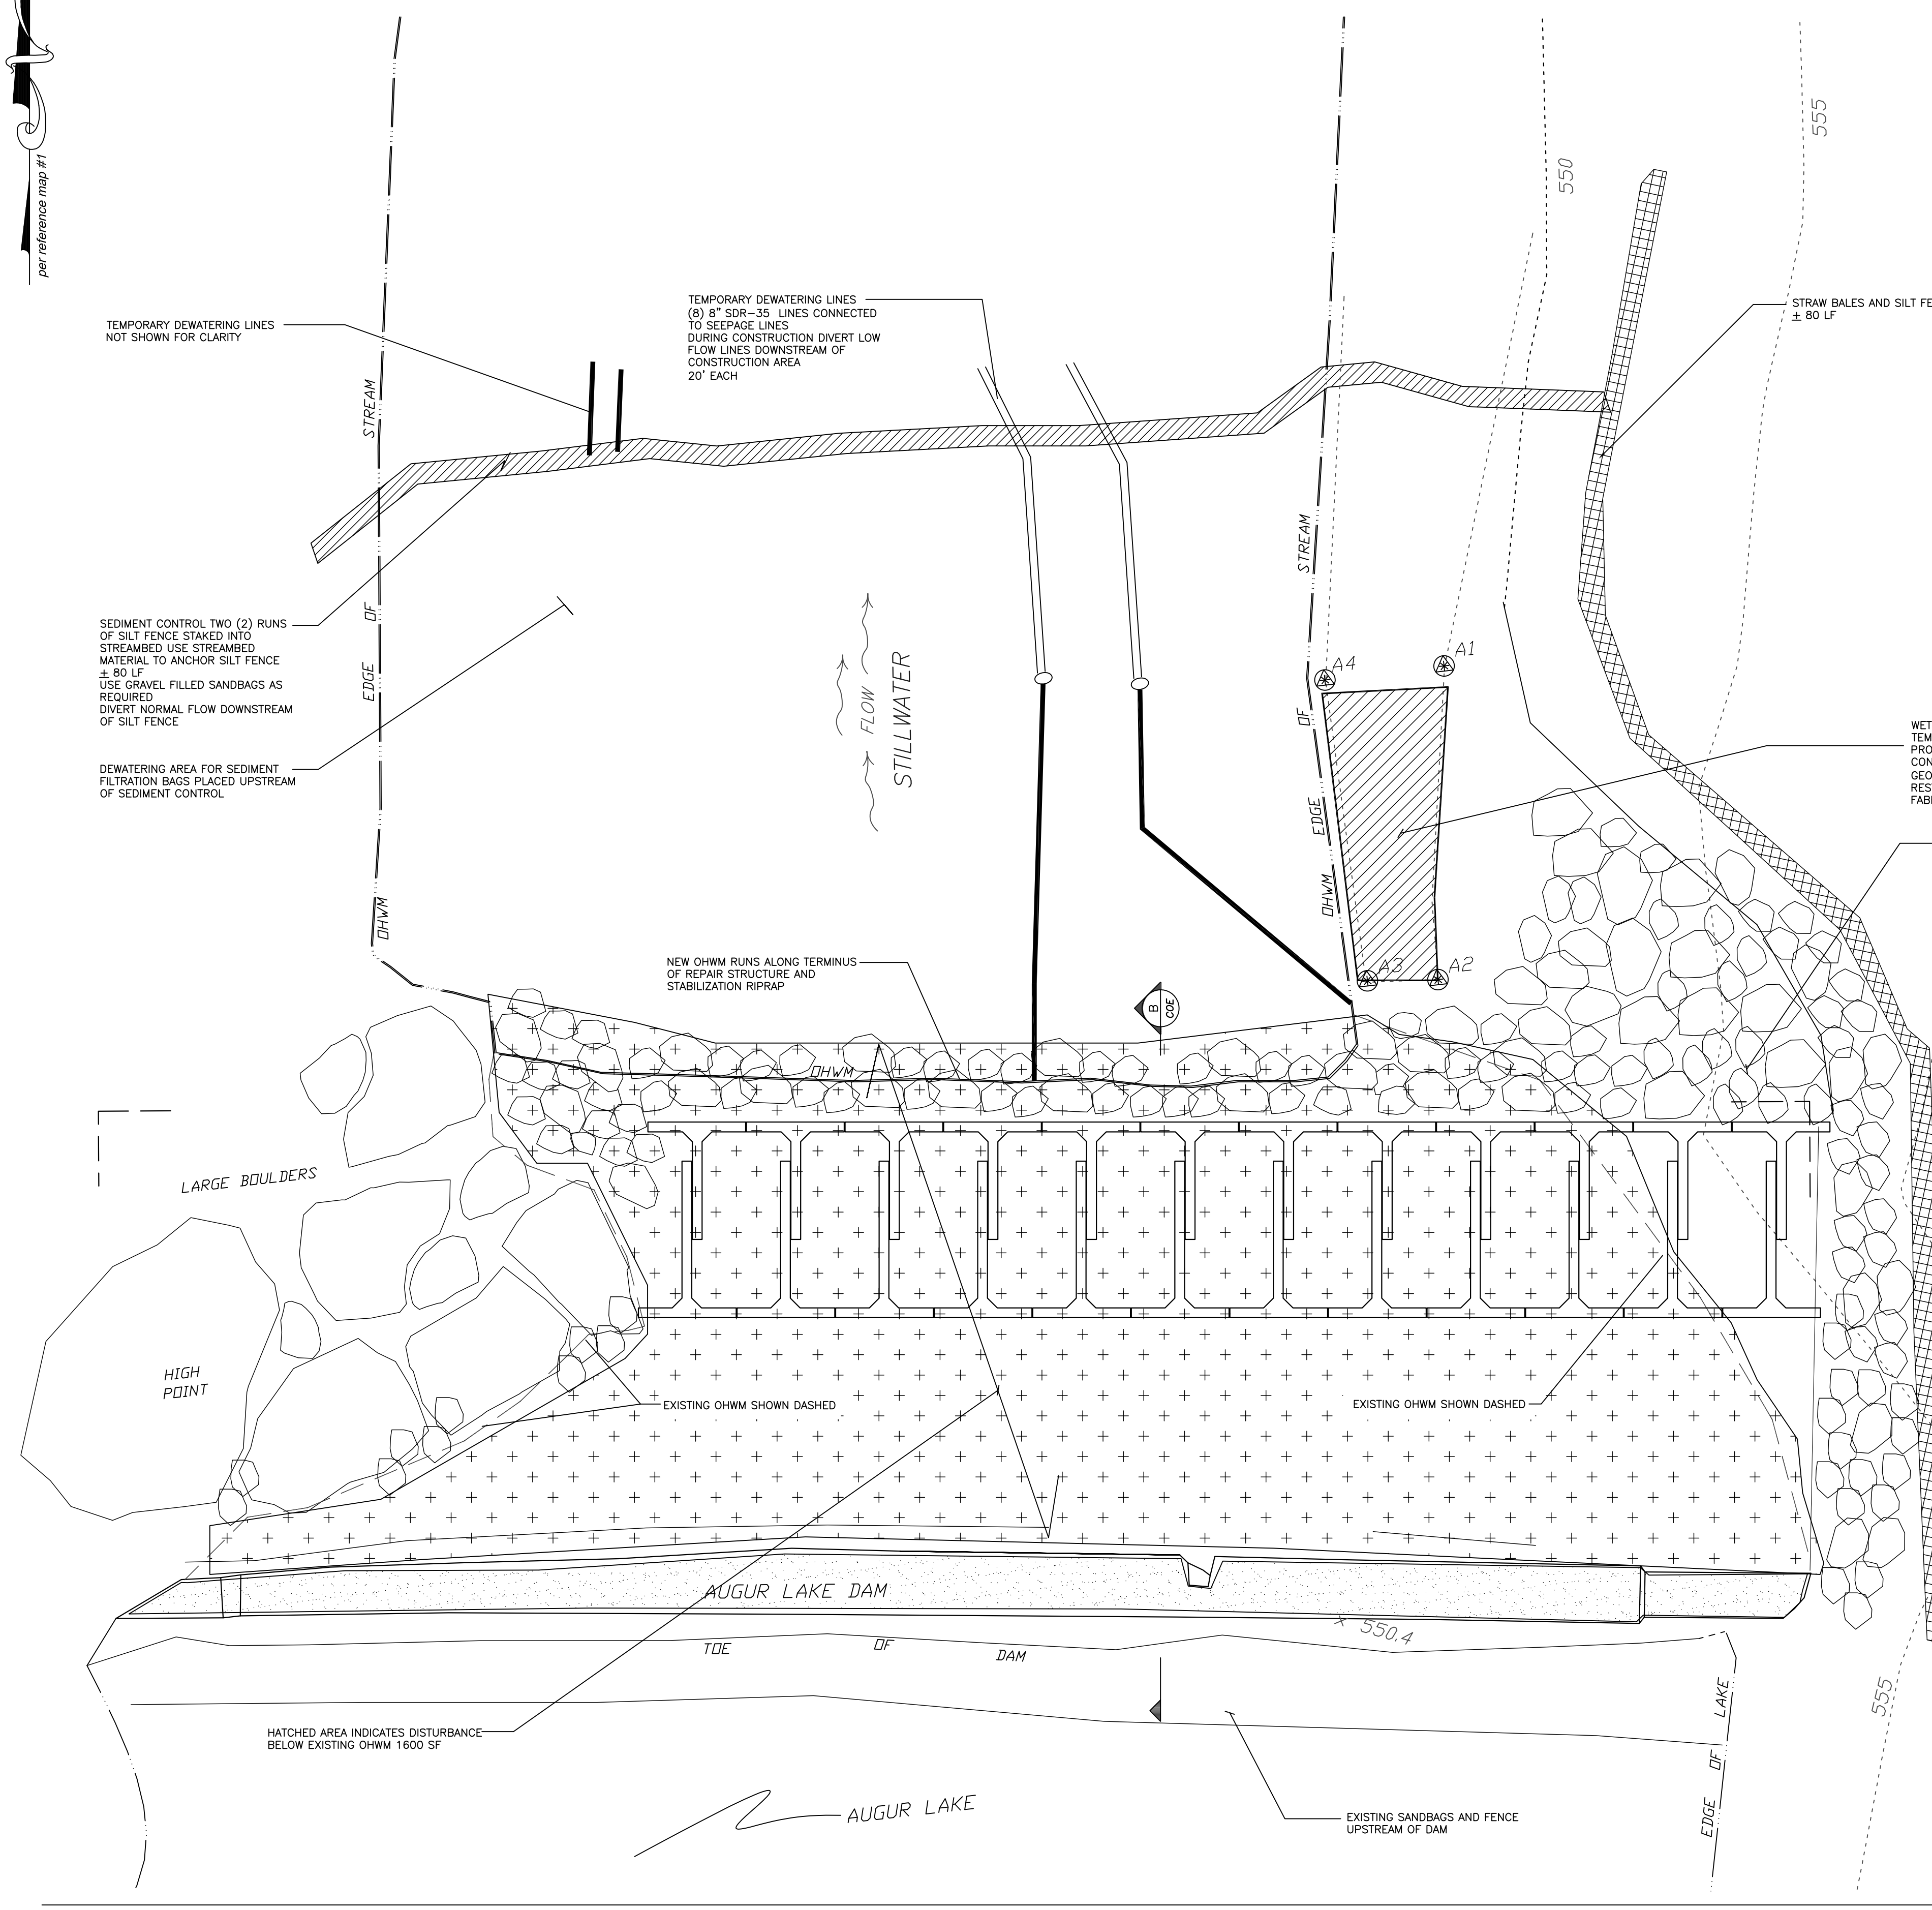 per reference map #1
555
550
TEMPORARY DEWATERING LINES
NOT SHOWN FOR CLARITY
TEMPORARY DEWATERING LINES
(8) 8" SDR-35 LINES CONNECTED
TO SEEPAGE LINES
DURING CONSTRUCTION DIVERT LOW
FLOW LINES DOWNSTREAM OF
CONSTRUCTION AREA
20' EACH
STRAW BALES AND SILT FE
± 80 LF
STREAM
OF
EDGE
OHWM
STREAM
OF
EDGE
OHWM
SEDIMENT CONTROL TWO (2) RUNS
OF SILT FENCE STAKED INTO
STREAMBED USE STREAMBED
MATERIAL TO ANCHOR SILT FENCE
± 80 LF
USE GRAVEL FILLED SANDBAGS AS
REQUIRED
DIVERT NORMAL FLOW DOWNSTREAM
OF SILT FENCE
DEWATERING AREA FOR SEDIMENT
FILTRATION BAGS PLACED UPSTREAM
OF SEDIMENT CONTROL
FLOW
STILLWATER
A4
A1
A3
A2
WET
TEM
PRO
CON
GEO
RES
FAB
NEW OHWM RUNS ALONG TERMINUS
OF REPAIR STRUCTURE AND
STABILIZATION RIPRAP
B
COE
OHWM
LARGE BOULDERS
HIGH
POINT
EXISTING OHWM SHOWN DASHED
EXISTING OHWM SHOWN DASHED
AUGUR LAKE DAM
x 550.4
TOE OF DAM
HATCHED AREA INDICATES DISTURBANCE
BELOW EXISTING OHWM 1600 SF
AUGUR LAKE
EXISTING SANDBAGS AND FENCE
UPSTREAM OF DAM
EDGE OF LAKE
555